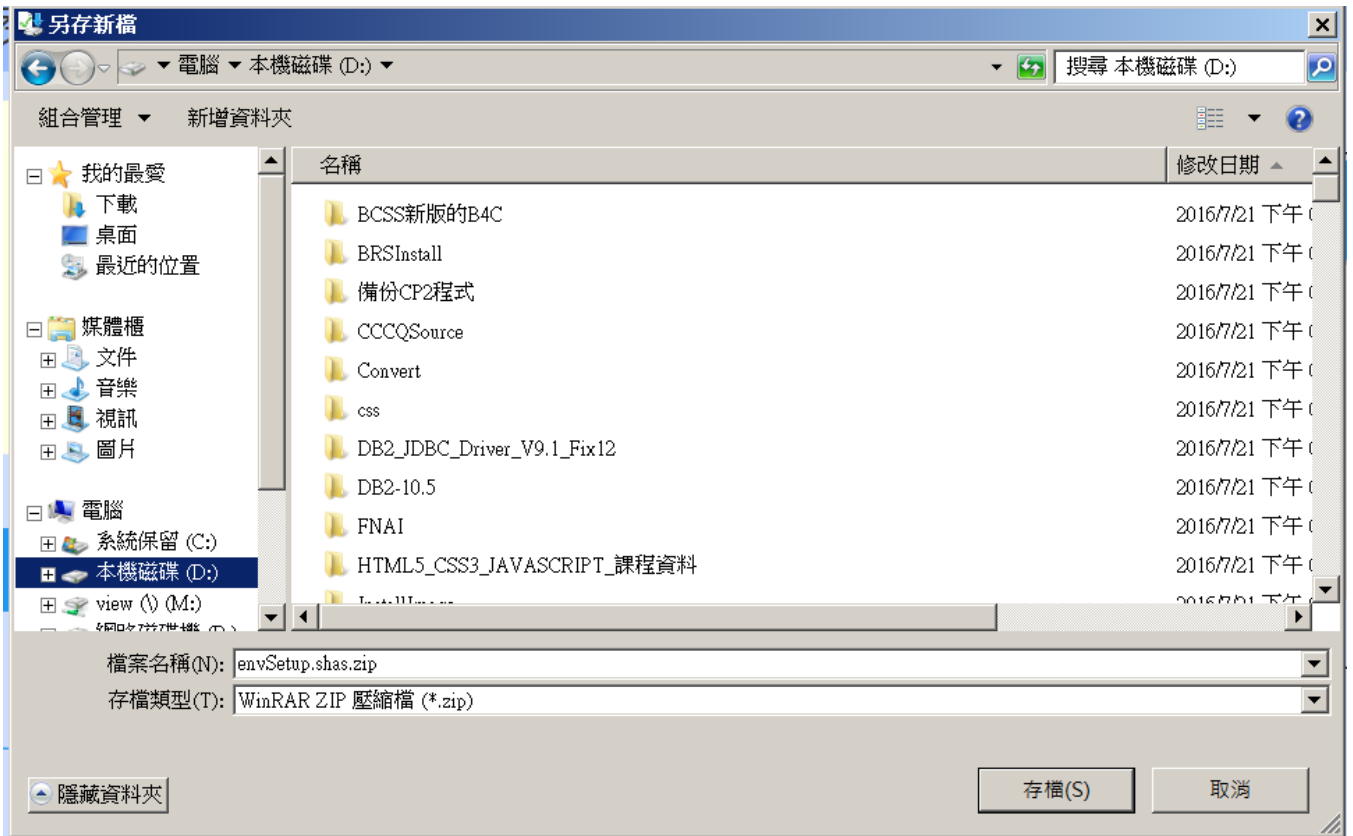 另存新檔
電腦 本機磁碟 (D:)
搜尋 本機磁碟 (D:)
組合管理 新增資料夾
我的最愛
下載
桌面
最近的位置
媒體櫃
文件
音樂
視訊
圖片
電腦
系統保留 (C:)
本機磁碟 (D:)
view (\) (M:)
名稱 修改日期
BCSS新版的B4C 2016/7/21 下午
BRSInstall 2016/7/21 下午
備份CP2程式 2016/7/21 下午
CCCQSource 2016/7/21 下午
Convert 2016/7/21 下午
css 2016/7/21 下午
DB2_JDBC_Driver_V9.1_Fix12 2016/7/21 下午
DB2-10.5 2016/7/21 下午
FNAI 2016/7/21 下午
HTML5_CSS3_JAVASCRIPT_課程資料 2016/7/21 下午
檔案名稱(N): envSetup.shas.zip
存檔類型(T): WinRAR ZIP 壓縮檔 (*.zip)
隱藏資料夾
存檔(S) 取消